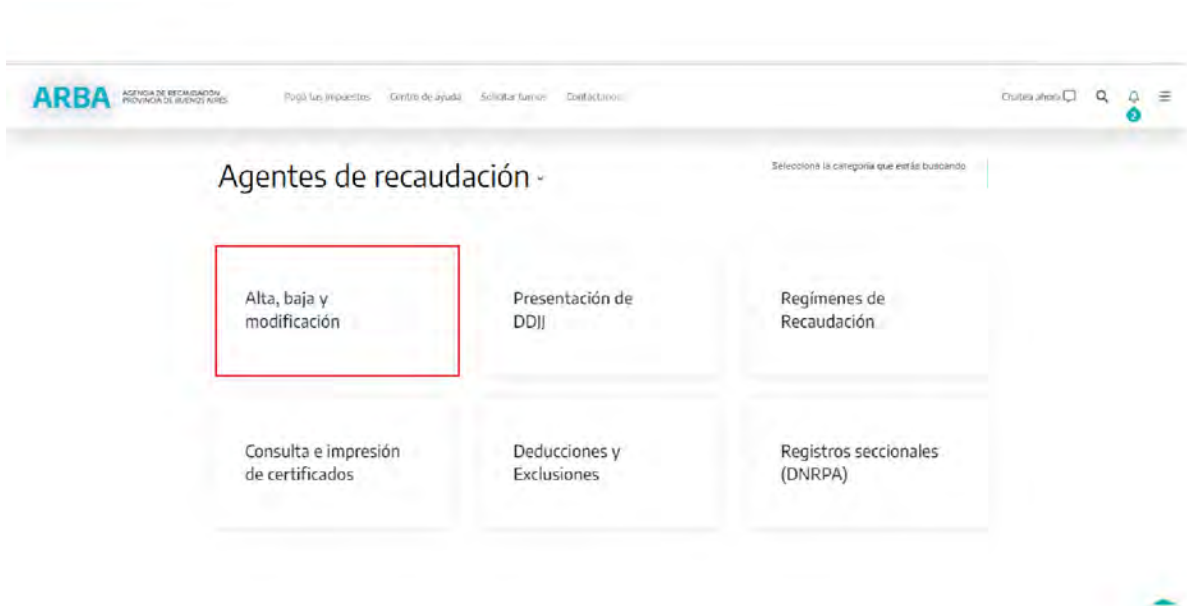 ARBA
AGENCIA DE RECAUDACIÓN
PROVINCIA DE BUENOS AIRES
Pagá tus impuestos
Centro de ayuda
Solicitar turnos
Contactanos
Chateá ahora
2
Agentes de recaudación
Seleccioná la categoría que estás buscando
Alta, baja y
modificación
Presentación de
DDJJ
Regímenes de
Recaudación
Consulta e impresión
de certificados
Deducciones y
Exclusiones
Registros seccionales
(DNRPA)